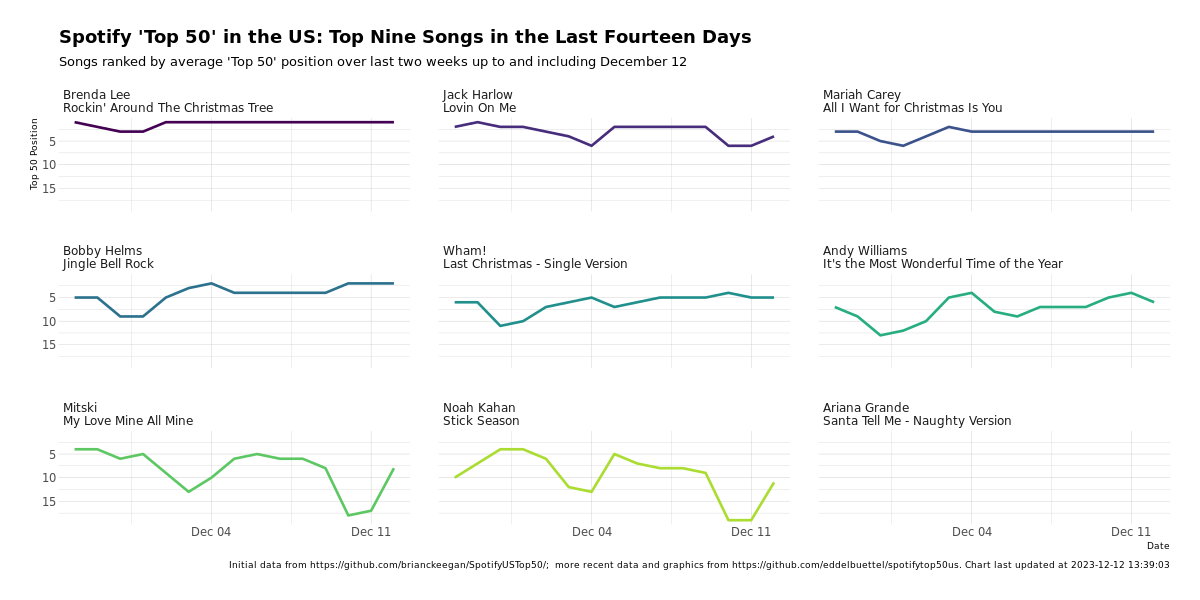 Spotify 'Top 50' in the US: Top Nine Songs in the Last Fourteen Days
Songs ranked by average 'Top 50' position over last two weeks up to and including December 12
Brenda Lee
Rockin' Around The Christmas Tree
Jack Harlow
Lovin On Me
Mariah Carey
All I Want for Christmas Is You
Top 50 Position
5
10
15
Bobby Helms
Jingle Bell Rock
Wham!
Last Christmas - Single Version
Andy Williams
It's the Most Wonderful Time of the Year
5
10
15
Mitski
My Love Mine All Mine
Noah Kahan
Stick Season
Ariana Grande
Santa Tell Me - Naughty Version
5
10
15
Dec 04 Dec 11 Dec 04 Dec 11 Dec 04 Dec 11
Date
Initial data from https://github.com/brianckeegan/SpotifyUSTop50/;  more recent data and graphics from https://github.com/eddelbuettel/spotifytop50us. Chart last updated at 2023-12-12 13:39:03